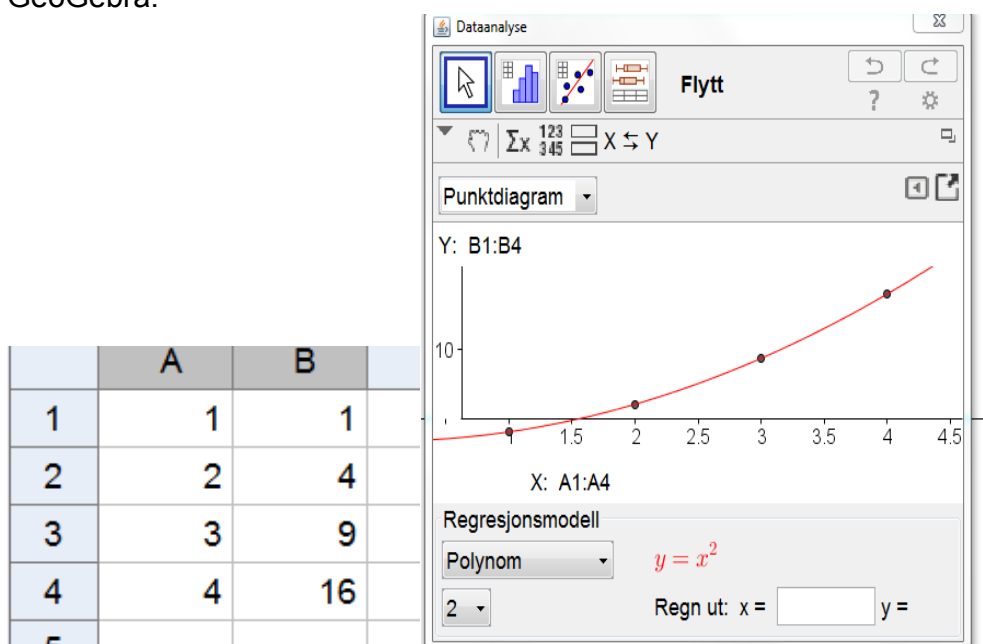 GeoGebra.
Dataanalyse
Flytt
?
Σx 123 345 X ⇆ Y
Punktdiagram
Y: B1:B4
10
1.5 2 2.5 3 3.5 4 4.5
X: A1:A4
Regresjonsmodell
Polynom y = x²
2 Regn ut: x = y =
A B
1 1 1
2 2 4
3 3 9
4 4 16